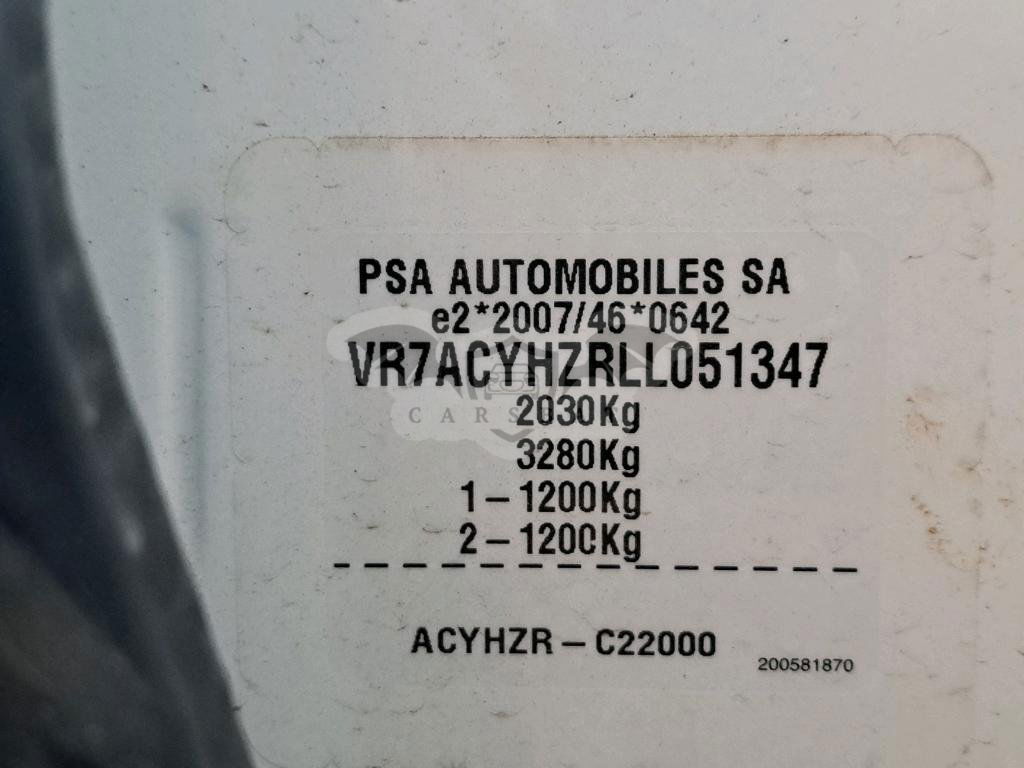 PSA AUTOMOBILES SA
e2*2007/46*0642
VR7ACYHZRLL051347
2030Kg
3280Kg
1–1200Kg
2–1200Kg
ACYHZR–C22000
200581870